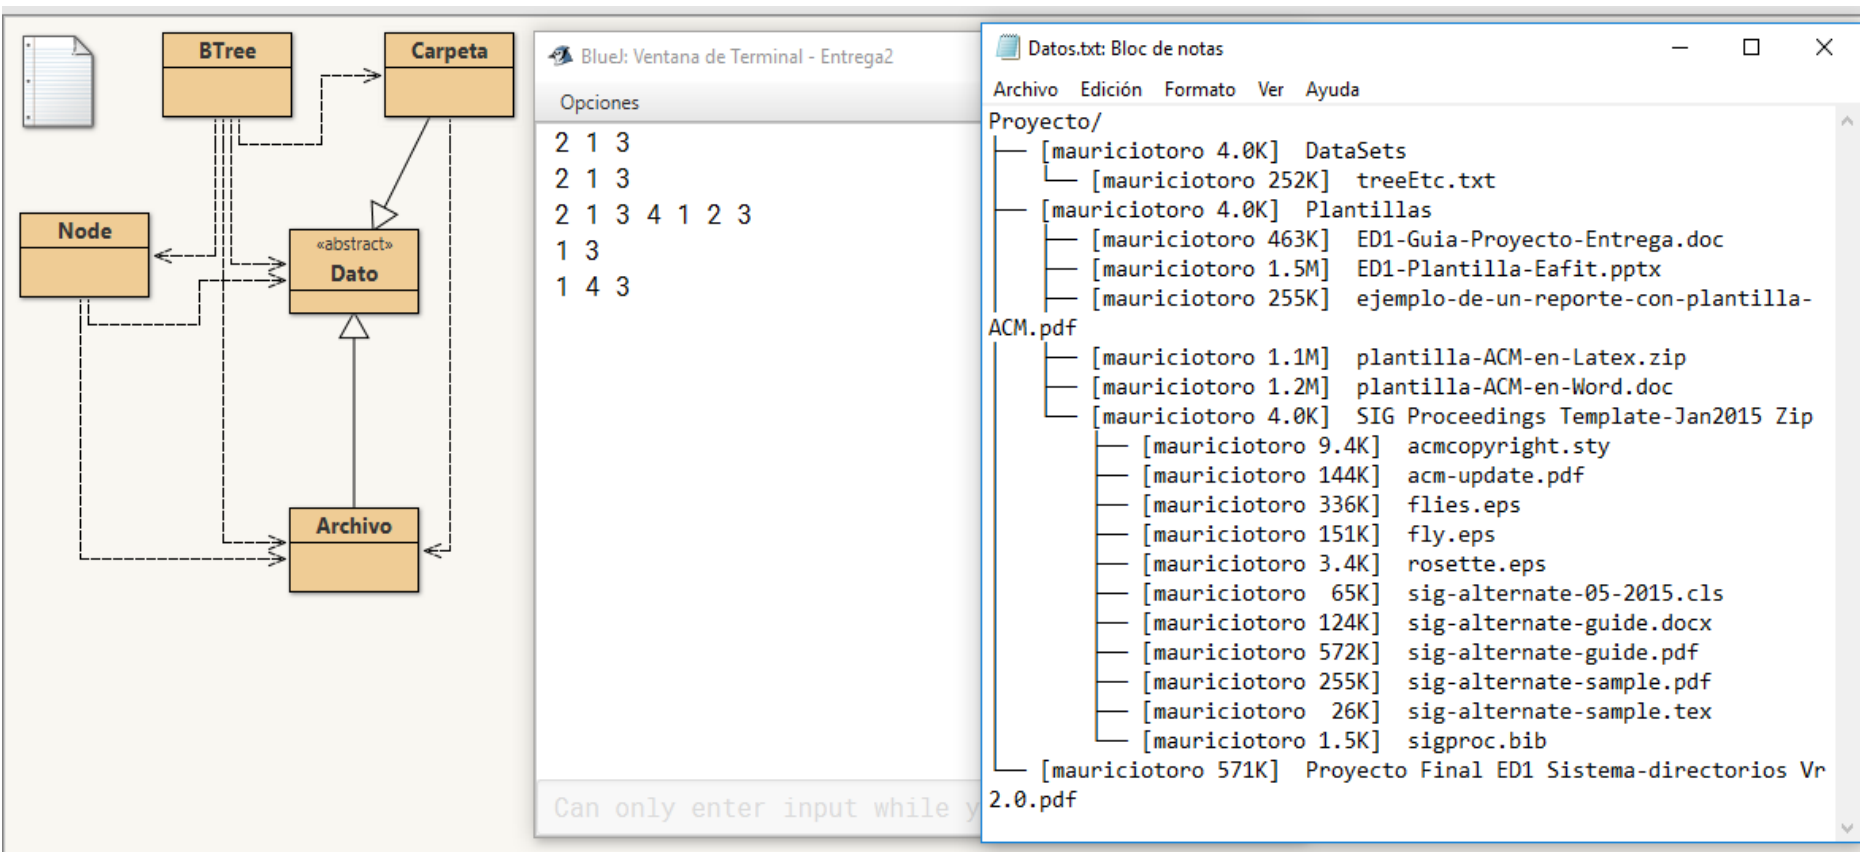 BTree
Carpeta
Node
«abstract»
Dato
Archivo
BlueJ: Ventana de Terminal - Entrega2
Opciones
2 1 3
2 1 3
2 1 3 4 1 2 3
1 3
1 4 3
Can only enter input while y
Datos.txt: Bloc de notas
Archivo Edición Formato Ver Ayuda
Proyecto/
├── [mauriciotoro 4.0K]  DataSets
│   └── [mauriciotoro 252K]  treeEtc.txt
├── [mauriciotoro 4.0K]  Plantillas
│   ├── [mauriciotoro 463K]  ED1-Guia-Proyecto-Entrega.doc
│   ├── [mauriciotoro 1.5M]  ED1-Plantilla-Eafit.pptx
│   ├── [mauriciotoro 255K]  ejemplo-de-un-reporte-con-plantilla-
ACM.pdf
│   ├── [mauriciotoro 1.1M]  plantilla-ACM-en-Latex.zip
│   ├── [mauriciotoro 1.2M]  plantilla-ACM-en-Word.doc
│   └── [mauriciotoro 4.0K]  SIG Proceedings Template-Jan2015 Zip
│       ├── [mauriciotoro 9.4K]  acmcopyright.sty
│       ├── [mauriciotoro 144K]  acm-update.pdf
│       ├── [mauriciotoro 336K]  flies.eps
│       ├── [mauriciotoro 151K]  fly.eps
│       ├── [mauriciotoro 3.4K]  rosette.eps
│       ├── [mauriciotoro  65K]  sig-alternate-05-2015.cls
│       ├── [mauriciotoro 124K]  sig-alternate-guide.docx
│       ├── [mauriciotoro 572K]  sig-alternate-guide.pdf
│       ├── [mauriciotoro 255K]  sig-alternate-sample.pdf
│       ├── [mauriciotoro  26K]  sig-alternate-sample.tex
│       └── [mauriciotoro 1.5K]  sigproc.bib
└── [mauriciotoro 571K]  Proyecto Final ED1 Sistema-directorios Vr
2.0.pdf